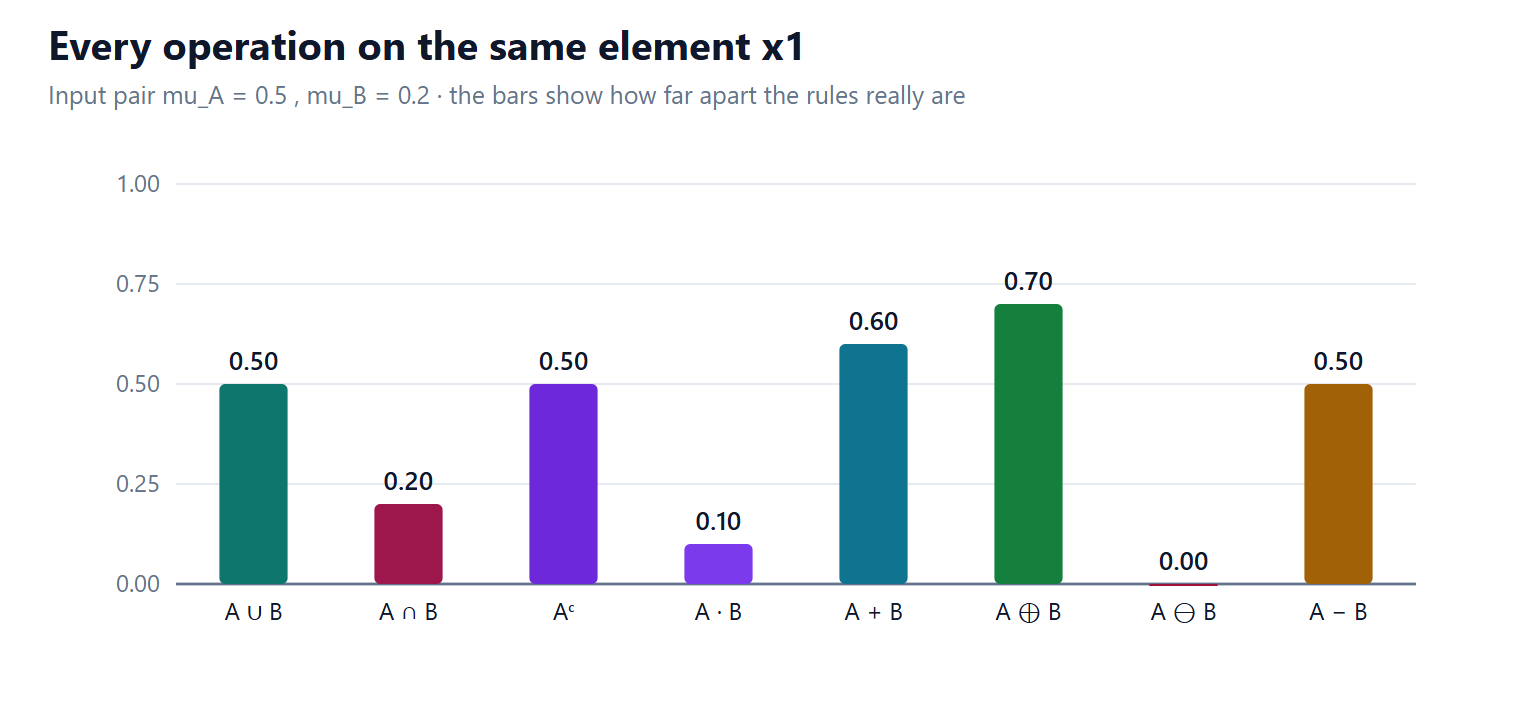 Every operation on the same element x1
Input pair mu_A = 0.5 , mu_B = 0.2 · the bars show how far apart the rules really are
1.00
0.75
0.50
0.25
0.00
0.50
0.20
0.50
0.10
0.60
0.70
0.00
0.50
A ∪ B
A ∩ B
Aᶜ
A · B
A + B
A ⊕ B
A ⊖ B
A − B